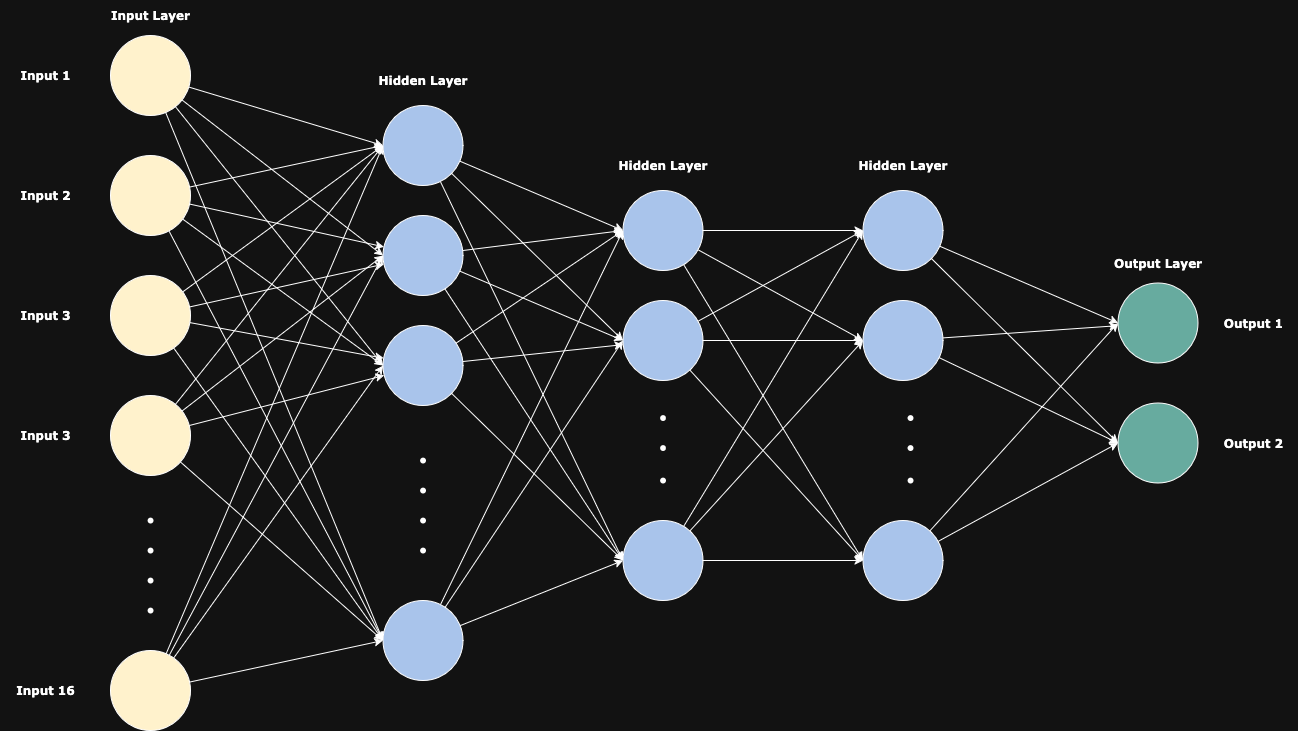 Input Layer
Input 1
Hidden Layer
Input 2
Hidden Layer
Hidden Layer
Output Layer
Input 3
Output 1
Input 3
Output 2
Input 16